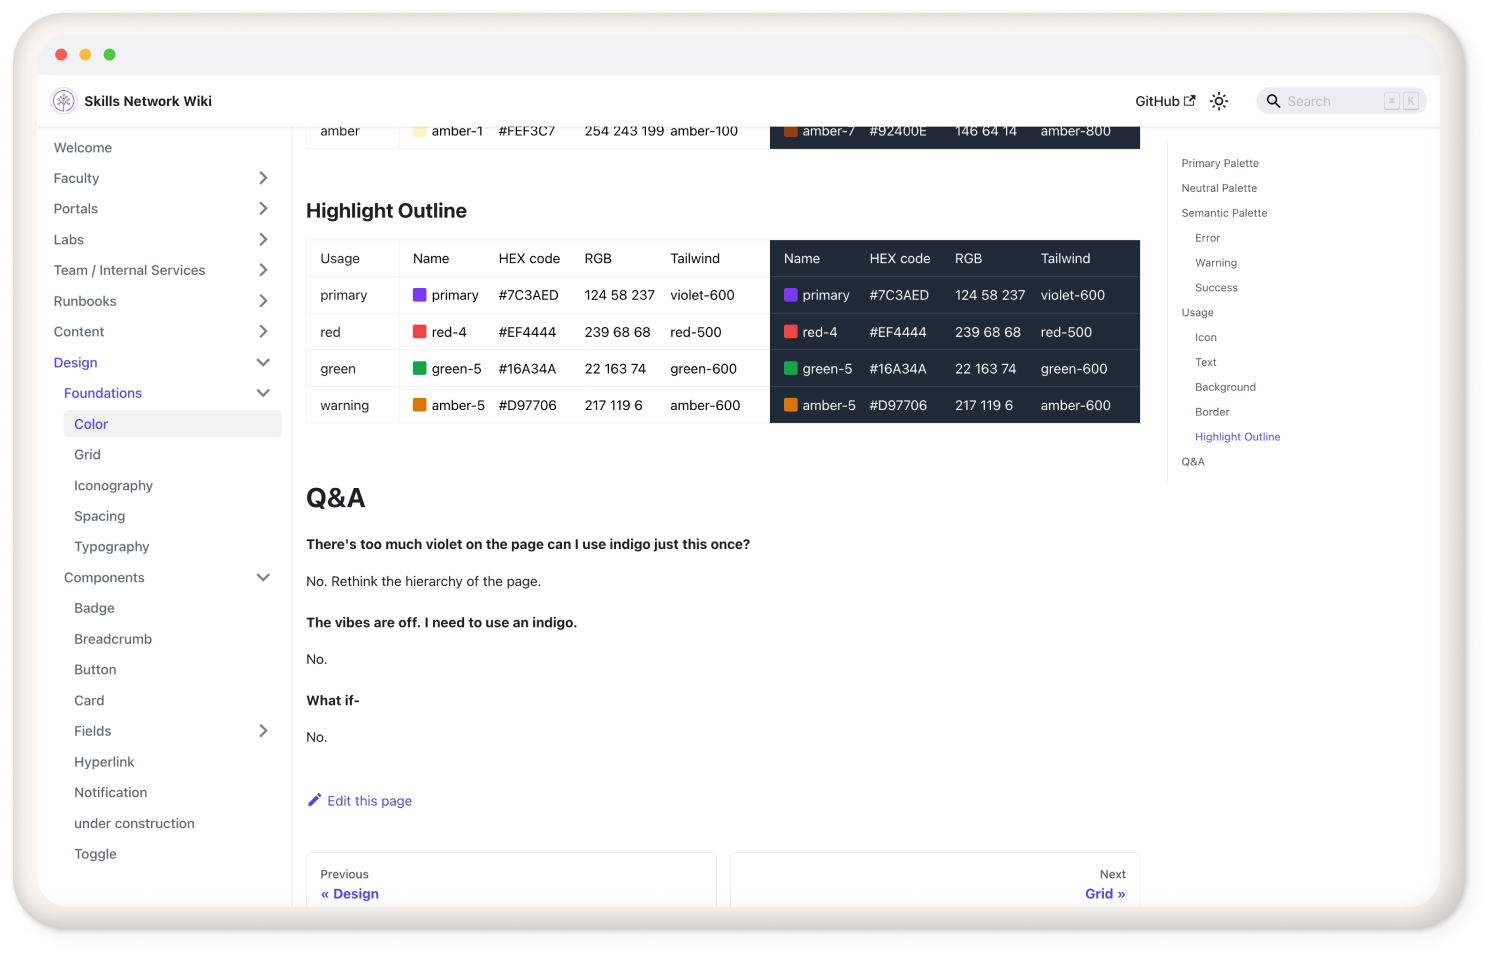 Skills Network Wiki
GitHub
Search
⌘ K
Welcome
Faculty
Portals
Labs
Team / Internal Services
Runbooks
Content
Design
Foundations
Color
Grid
Iconography
Spacing
Typography
Components
Badge
Breadcrumb
Button
Card
Fields
Hyperlink
Notification
under construction
Toggle
amber amber-1 #FEF3C7 254 243 199 amber-100 amber-7 #92400E 146 64 14 amber-800
Highlight Outline
Usage Name HEX code RGB Tailwind Name HEX code RGB Tailwind
primary primary #7C3AED 124 58 237 violet-600 primary #7C3AED 124 58 237 violet-600
red red-4 #EF4444 239 68 68 red-500 red-4 #EF4444 239 68 68 red-500
green green-5 #16A34A 22 163 74 green-600 green-5 #16A34A 22 163 74 green-600
warning amber-5 #D97706 217 119 6 amber-600 amber-5 #D97706 217 119 6 amber-600
Q&A
There's too much violet on the page can I use indigo just this once?
No. Rethink the hierarchy of the page.
The vibes are off. I need to use an indigo.
No.
What if-
No.
Edit this page
Previous
« Design
Next
Grid »
Primary Palette
Neutral Palette
Semantic Palette
Error
Warning
Success
Usage
Icon
Text
Background
Border
Highlight Outline
Q&A